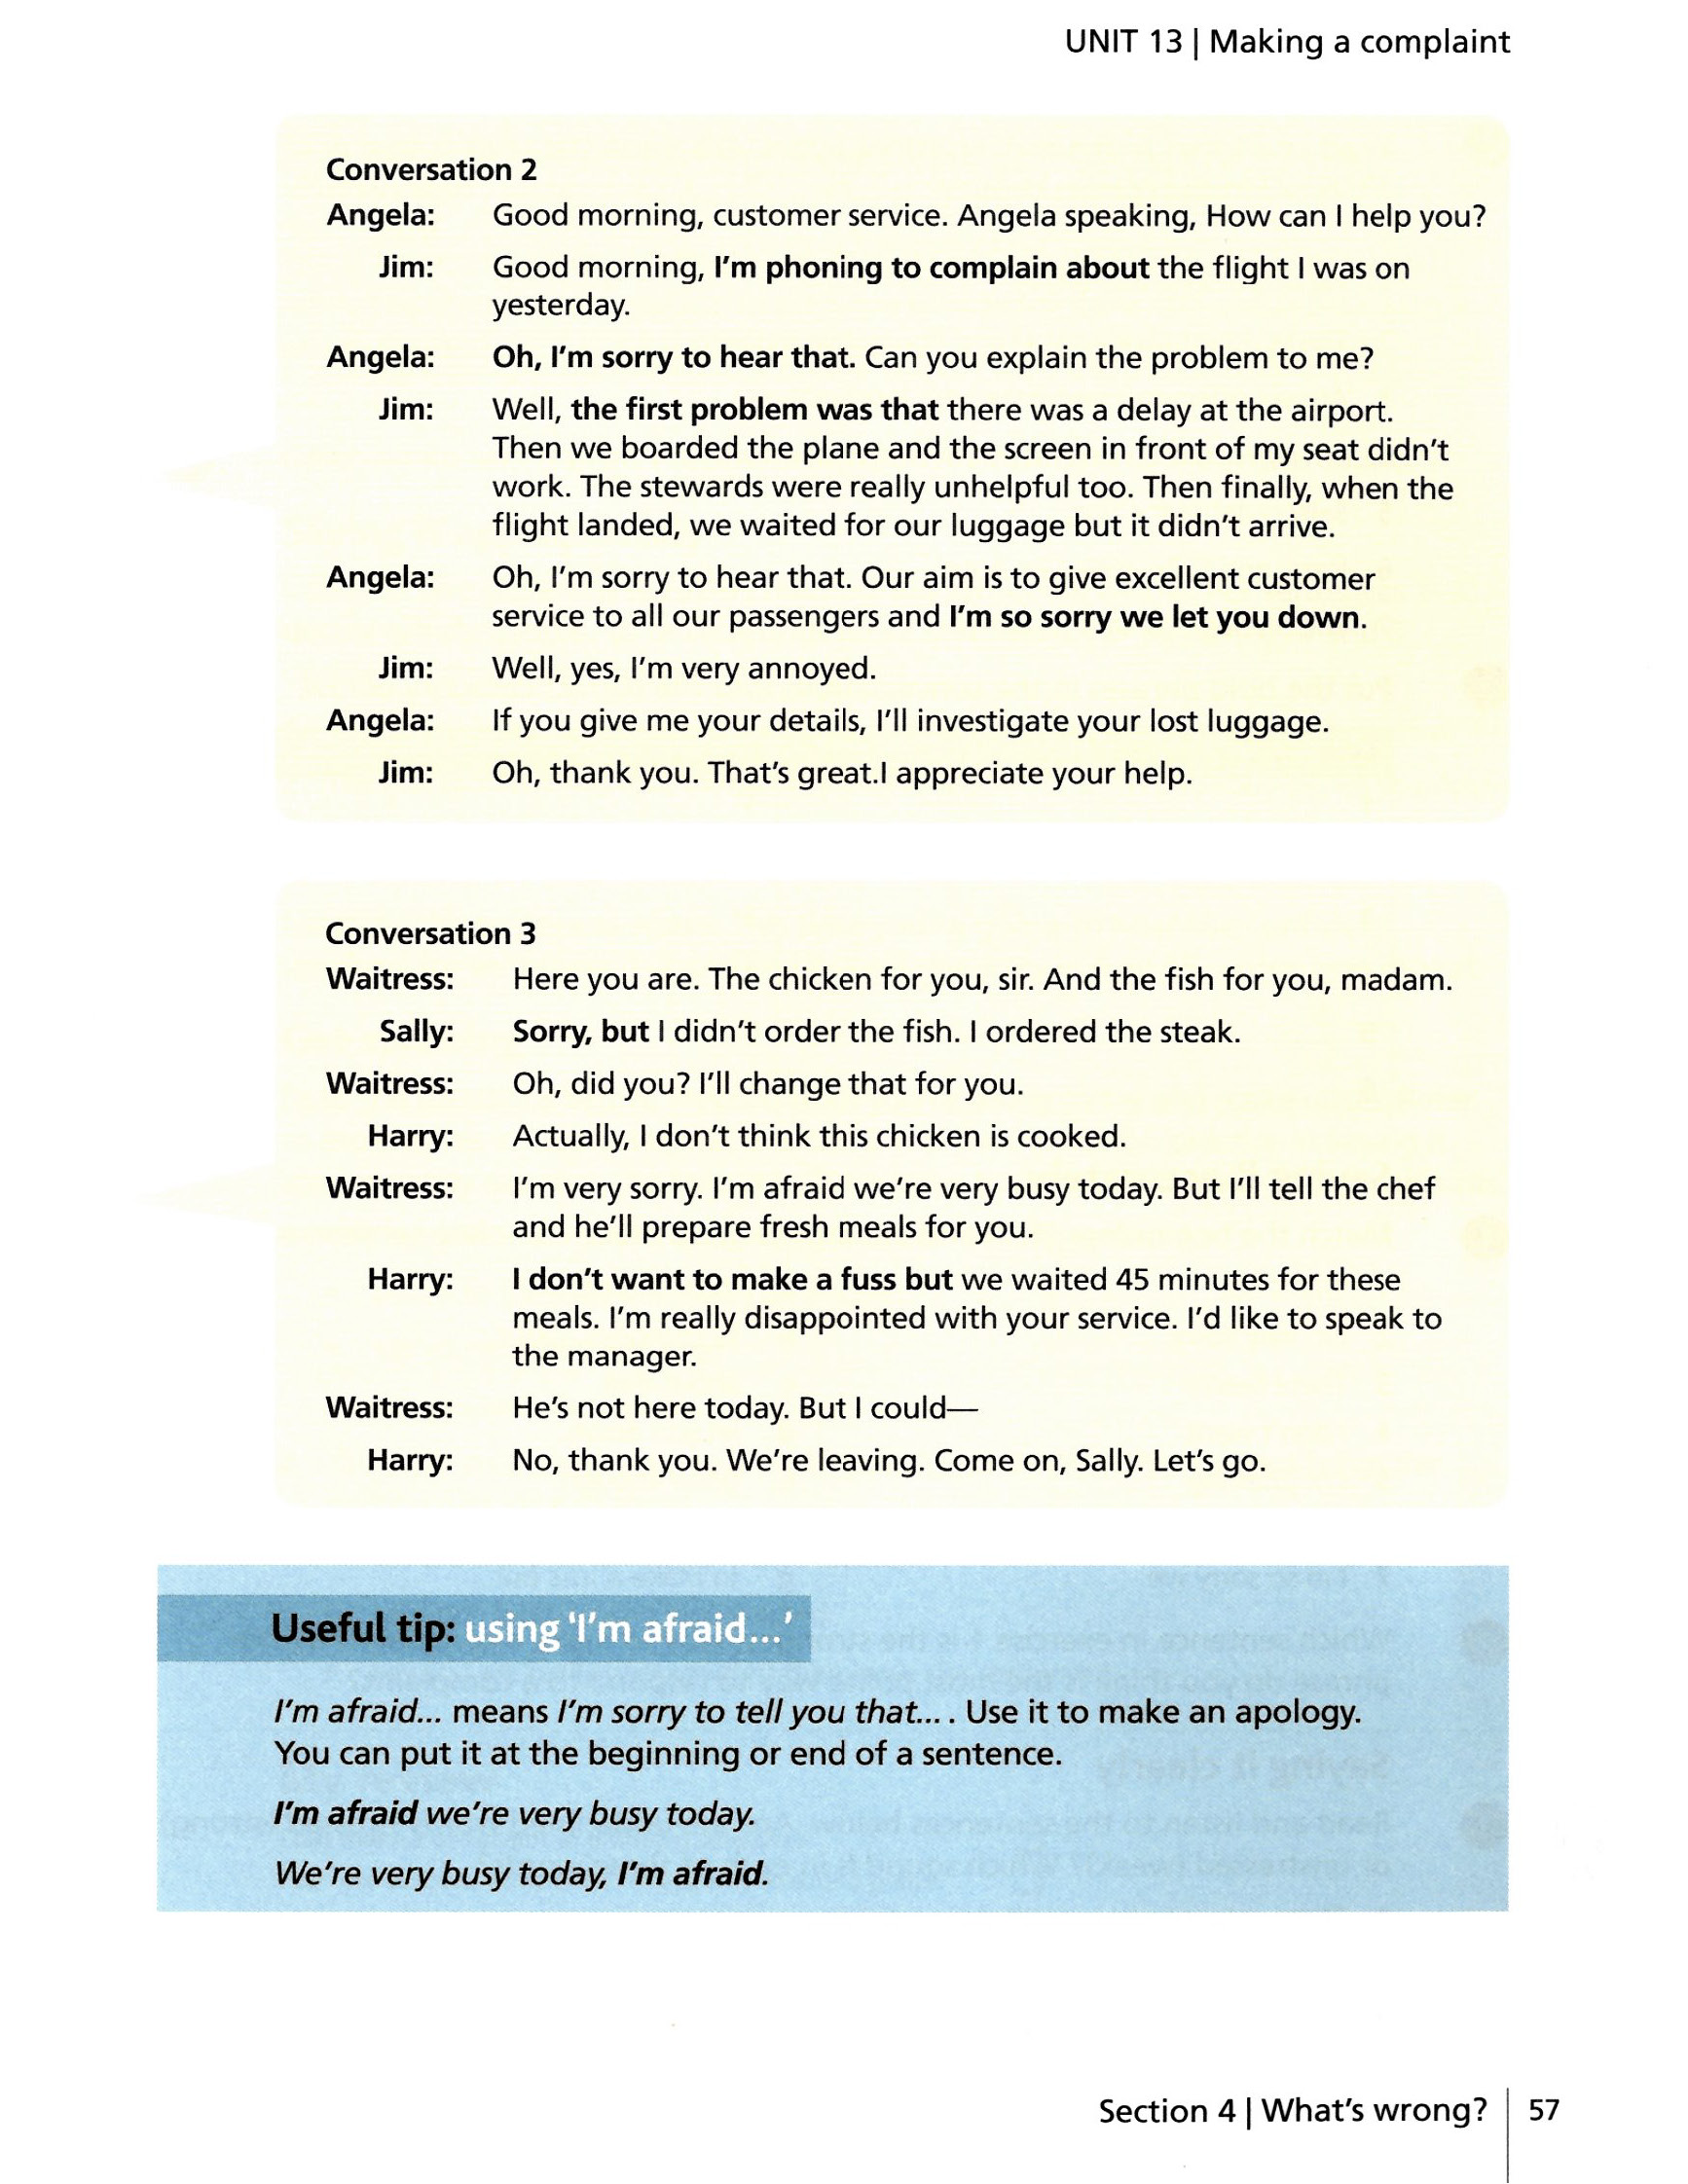 UNIT 13 | Making a complaint
Conversation 2
Angela: Good morning, customer service. Angela speaking, How can I help you?
Jim: Good morning, I'm phoning to complain about the flight I was on
yesterday.
Angela: Oh, I'm sorry to hear that. Can you explain the problem to me?
Jim: Well, the first problem was that there was a delay at the airport.
Then we boarded the plane and the screen in front of my seat didn't
work. The stewards were really unhelpful too. Then finally, when the
flight landed, we waited for our luggage but it didn't arrive.
Angela: Oh, I'm sorry to hear that. Our aim is to give excellent customer
service to all our passengers and I'm so sorry we let you down.
Jim: Well, yes, I'm very annoyed.
Angela: If you give me your details, I'll investigate your lost luggage.
Jim: Oh, thank you. That's great.I appreciate your help.
Conversation 3
Waitress: Here you are. The chicken for you, sir. And the fish for you, madam.
Sally: Sorry, but I didn't order the fish. I ordered the steak.
Waitress: Oh, did you? I'll change that for you.
Harry: Actually, I don't think this chicken is cooked.
Waitress: I'm very sorry. I'm afraid we're very busy today. But I'll tell the chef
and he'll prepare fresh meals for you.
Harry: I don't want to make a fuss but we waited 45 minutes for these
meals. I'm really disappointed with your service. I'd like to speak to
the manager.
Waitress: He's not here today. But I could—
Harry: No, thank you. We're leaving. Come on, Sally. Let's go.
Useful tip: using 'I'm afraid...'
I'm afraid... means I'm sorry to tell you that... . Use it to make an apology.
You can put it at the beginning or end of a sentence.
I'm afraid we're very busy today.
We're very busy today, I'm afraid.
Section 4 | What's wrong? 57